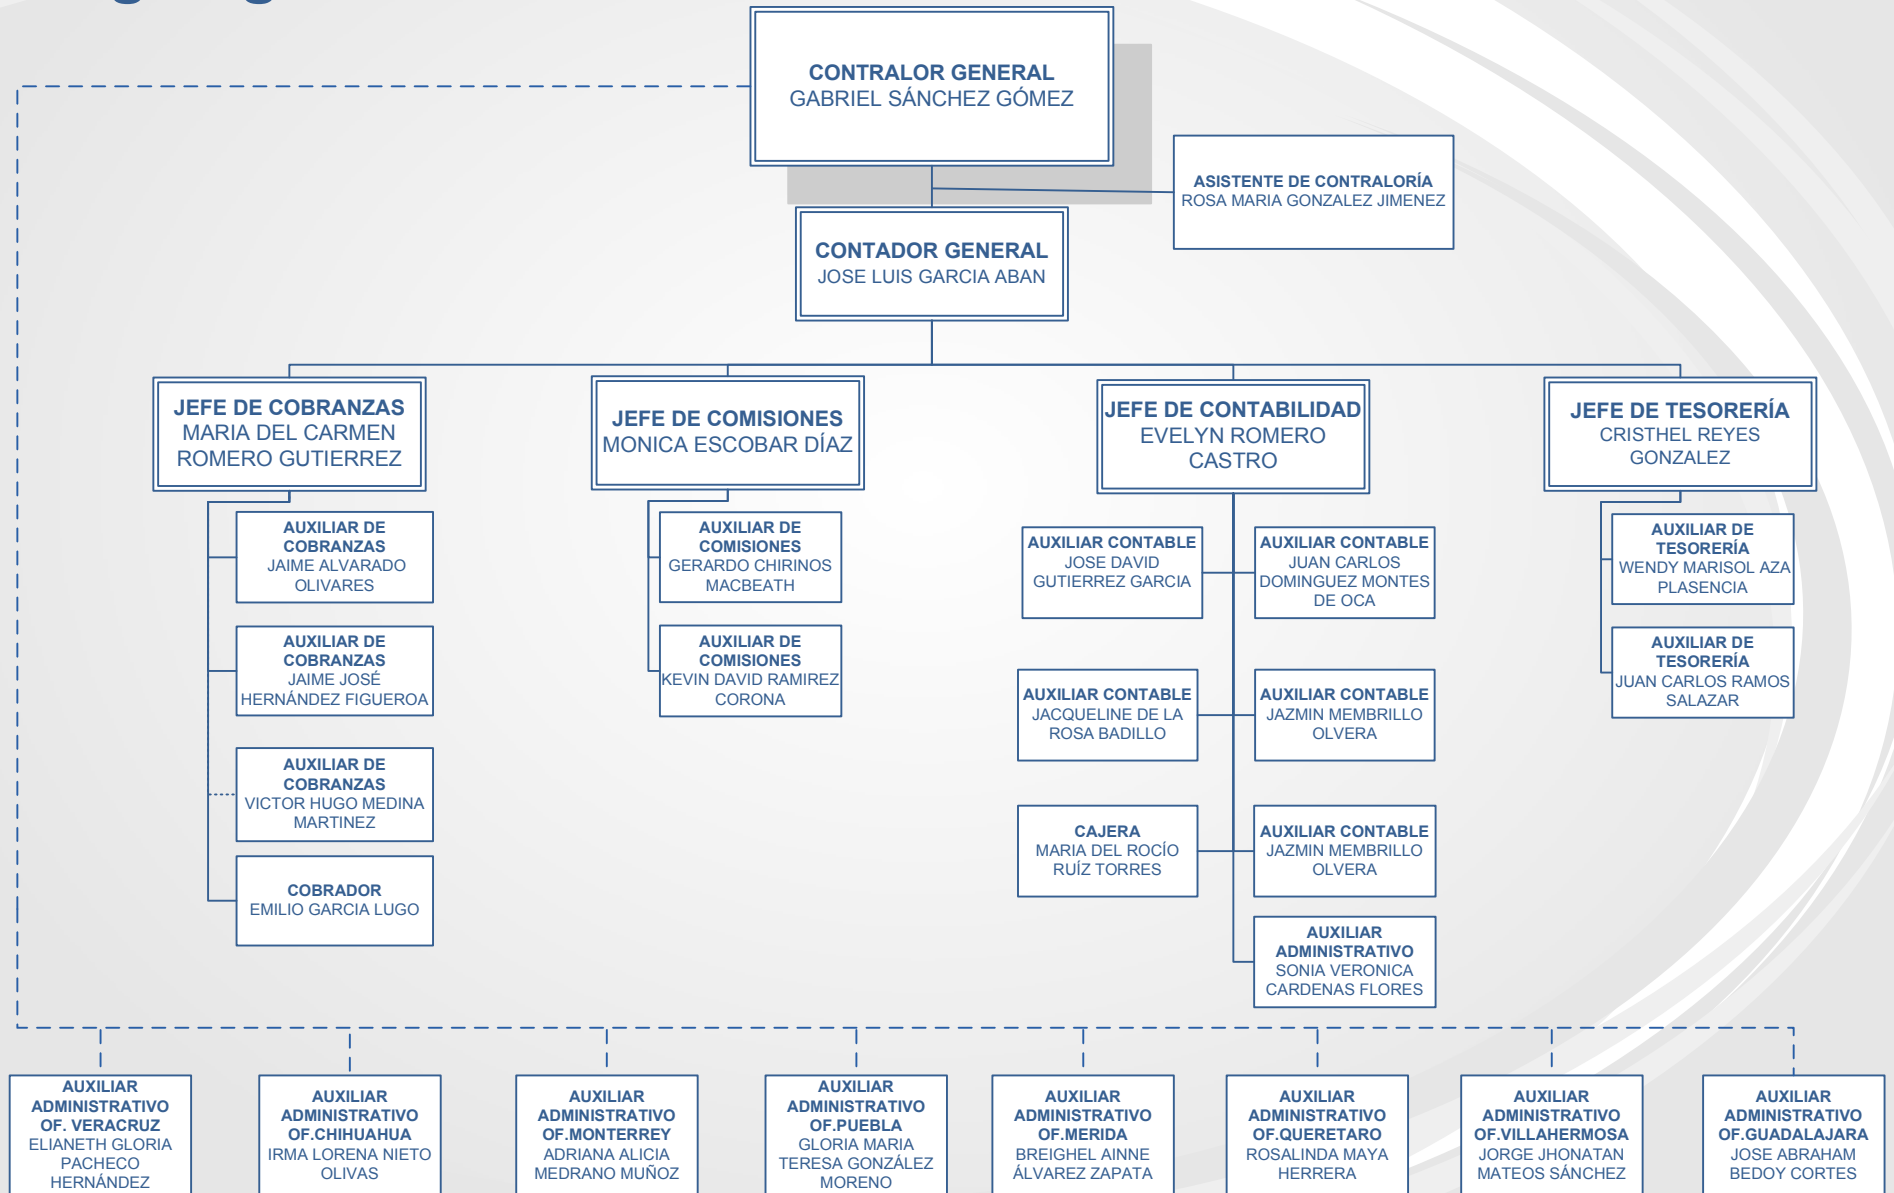 CONTRALOR GENERAL
GABRIEL SÁNCHEZ GÓMEZ
ASISTENTE DE CONTRALORÍA
ROSA MARIA GONZALEZ JIMENEZ
CONTADOR GENERAL
JOSE LUIS GARCIA ABAN
JEFE DE COBRANZAS
MARIA DEL CARMEN
ROMERO GUTIERREZ
JEFE DE COMISIONES
MONICA ESCOBAR DÍAZ
JEFE DE CONTABILIDAD
EVELYN ROMERO
CASTRO
JEFE DE TESORERÍA
CRISTHEL REYES
GONZALEZ
AUXILIAR DE
COBRANZAS
JAIME ALVARADO
OLIVARES
AUXILIAR DE
COBRANZAS
JAIME JOSÉ
HERNÁNDEZ FIGUEROA
AUXILIAR DE
COBRANZAS
VICTOR HUGO MEDINA
MARTINEZ
COBRADOR
EMILIO GARCIA LUGO
AUXILIAR DE
COMISIONES
GERARDO CHIRINOS
MACBEATH
AUXILIAR DE
COMISIONES
KEVIN DAVID RAMIREZ
CORONA
AUXILIAR CONTABLE
JOSE DAVID
GUTIERREZ GARCIA
AUXILIAR CONTABLE
JUAN CARLOS
DOMINGUEZ MONTES
DE OCA
AUXILIAR CONTABLE
JACQUELINE DE LA
ROSA BADILLO
AUXILIAR CONTABLE
JAZMIN MEMBRILLO
OLVERA
CAJERA
MARIA DEL ROCÍO
RUÍZ TORRES
AUXILIAR CONTABLE
JAZMIN MEMBRILLO
OLVERA
AUXILIAR
ADMINISTRATIVO
SONIA VERONICA
CARDENAS FLORES
AUXILIAR DE
TESORERÍA
WENDY MARISOL AZA
PLASENCIA
AUXILIAR DE
TESORERÍA
JUAN CARLOS RAMOS
SALAZAR
AUXILIAR
ADMINISTRATIVO
OF. VERACRUZ
ELIANETH GLORIA
PACHECO
HERNÁNDEZ
AUXILIAR
ADMINISTRATIVO
OF.CHIHUAHUA
IRMA LORENA NIETO
OLIVAS
AUXILIAR
ADMINISTRATIVO
OF.MONTERREY
ADRIANA ALICIA
MEDRANO MUÑOZ
AUXILIAR
ADMINISTRATIVO
OF.PUEBLA
GLORIA MARIA
TERESA GONZÁLEZ
MORENO
AUXILIAR
ADMINISTRATIVO
OF.MERIDA
BREIGHEL AINNE
ÁLVAREZ ZAPATA
AUXILIAR
ADMINISTRATIVO
OF.QUERETARO
ROSALINDA MAYA
HERRERA
AUXILIAR
ADMINISTRATIVO
OF.VILLAHERMOSA
JORGE JHONATAN
MATEOS SÁNCHEZ
AUXILIAR
ADMINISTRATIVO
OF.GUADALAJARA
JOSE ABRAHAM
BEDOY CORTES